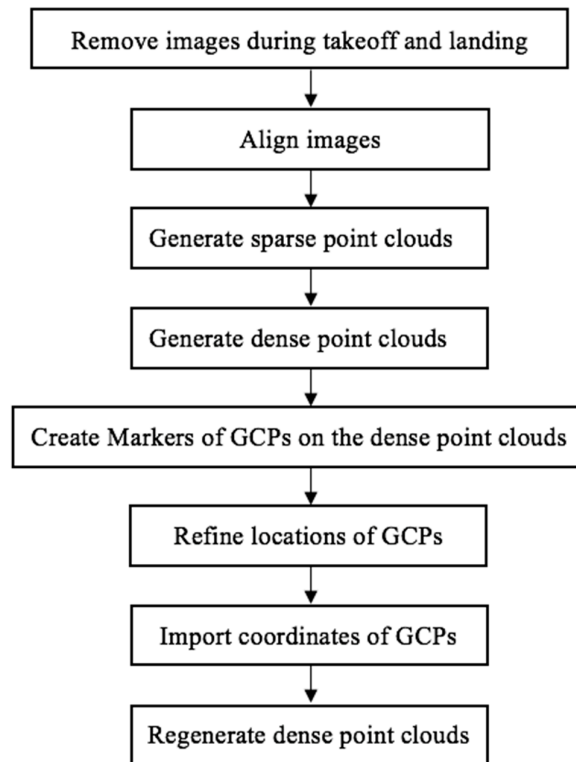 Remove images during takeoff and landing
Align images
Generate sparse point clouds
Generate dense point clouds
Create Markers of GCPs on the dense point clouds
Refine locations of GCPs
Import coordinates of GCPs
Regenerate dense point clouds